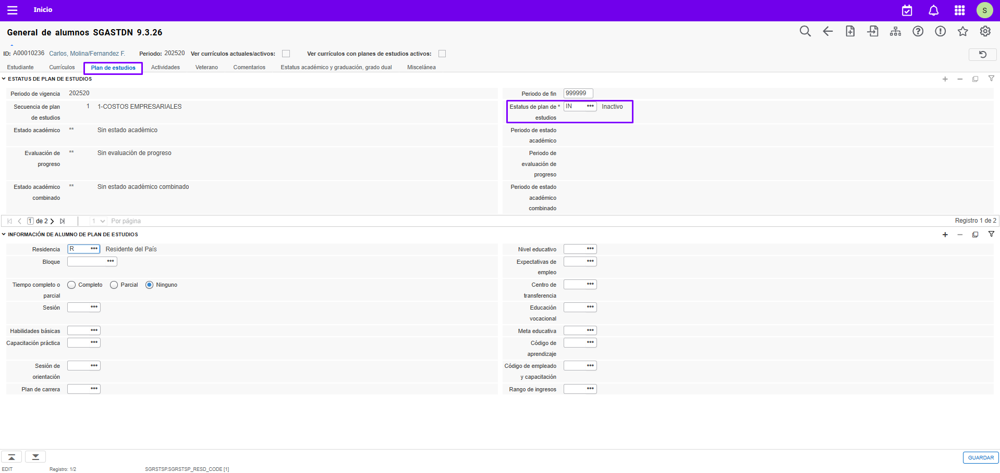 Inicio
S
General de alumnos SGASTDN 9.3.26
ID: A00010236 Carlos, Molina/Fernandez F. Periodo: 202520 Ver currículos actuales/activos: Ver currículos con planes de estudios activos:
Estudiante Currículos Plan de estudios Actividades Veterano Comentarios Estatus académico y graduación, grado dual Miscelánea
ESTATUS DE PLAN DE ESTUDIOS
Periodo de vigencia 202520 Periodo de fin 999999
Secuencia de plan de estudios 1 1-COSTOS EMPRESARIALES Estatus de plan de * estudios IN ••• Inactivo
Estado académico ** Sin estado académico Periodo de estado académico
Evaluación de progreso ** Sin evaluación de progreso Periodo de evaluación de progreso
Estado académico combinado ** Sin estado académico combinado Periodo de estado académico combinado
1 de 2 1 Por página Registro 1 de 2
INFORMACIÓN DE ALUMNO DE PLAN DE ESTUDIOS
Residencia R ••• Residente del País Nivel educativo •••
Bloque ••• Expectativas de empleo •••
Tiempo completo o parcial Completo Parcial Ninguno Centro de transferencia •••
Sesión ••• Educación vocacional •••
Habilidades básicas ••• Meta educativa •••
Capacitación práctica ••• Código de aprendizaje •••
Sesión de orientación ••• Código de empleado y capacitación •••
Plan de carrera ••• Rango de ingresos •••
GUARDAR
EDIT Registro: 1/2 SGRSTSP.SGRSTSP_RESD_CODE [1]